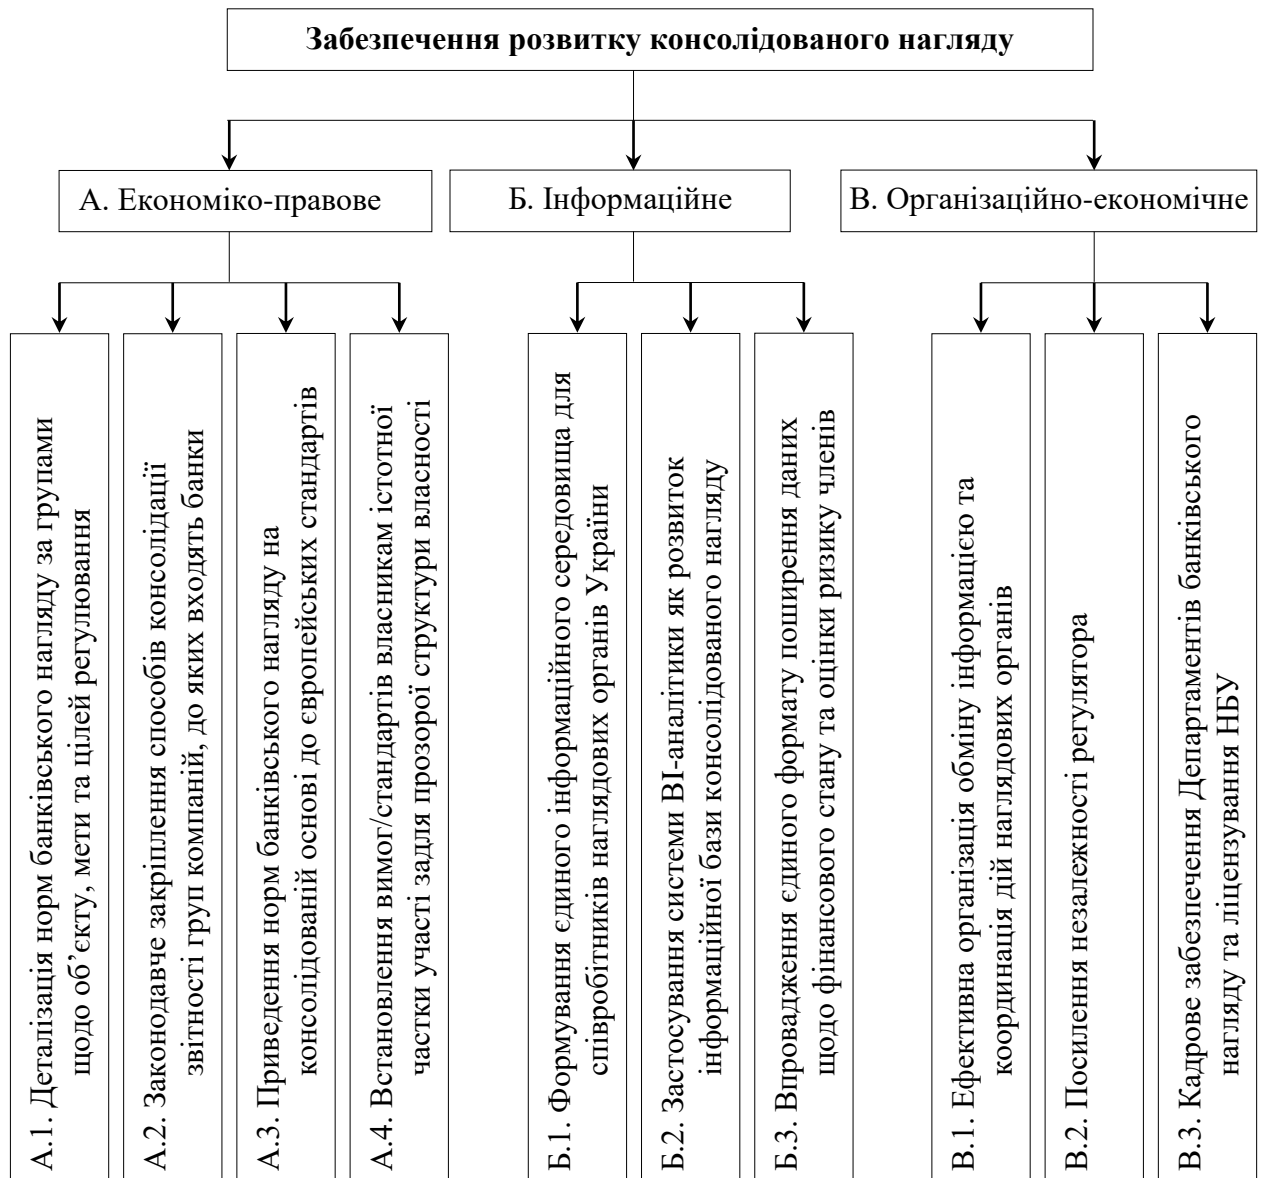 Забезпечення розвитку консолідованого нагляду
А. Економіко-правове
Б. Інформаційне
В. Організаційно-економічне
А.1. Деталізація норм банківського нагляду за групами
щодо об’єкту, мети та цілей регулювання
А.2. Законодавче закріплення способів консолідації
звітності груп компаній, до яких входять банки
А.3. Приведення норм банківського нагляду на
консолідованій основі до європейських стандартів
А.4. Встановлення вимог/стандартів власникам істотної
частки участі задля прозорої структури власності
Б.1. Формування єдиного інформаційного середовища для
співробітників наглядових органів України
Б.2. Застосування системи BI-аналітики як розвиток
інформаційної бази консолідованого нагляду
Б.3. Впровадження єдиного формату поширення даних
щодо фінансового стану та оцінки ризику членів
В.1. Ефективна організація обміну інформацією та
координація дій наглядових органів
В.2. Посилення незалежності регулятора
В.3. Кадрове забезпечення Департаментів банківського
нагляду та ліцензування НБУ